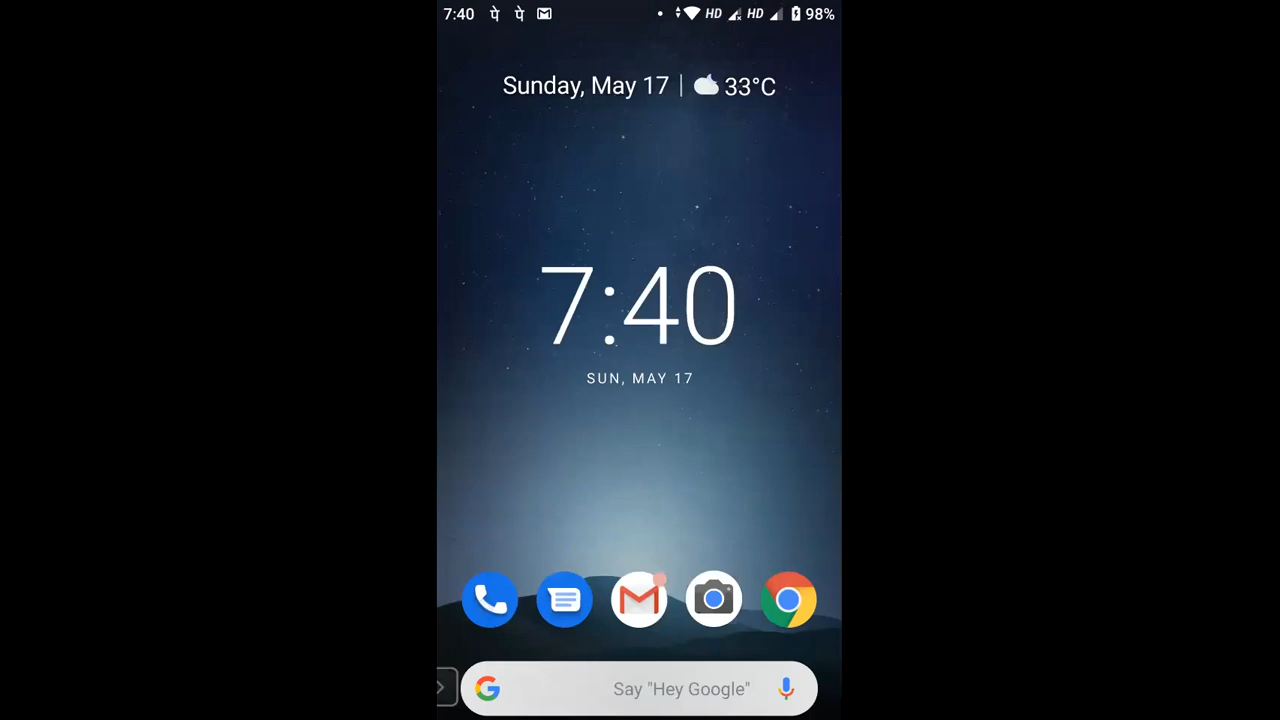 7:40 पे पे HD HD 98%
Sunday, May 17 | 33°C
7:40
SUN, MAY 17
G Say "Hey Google"